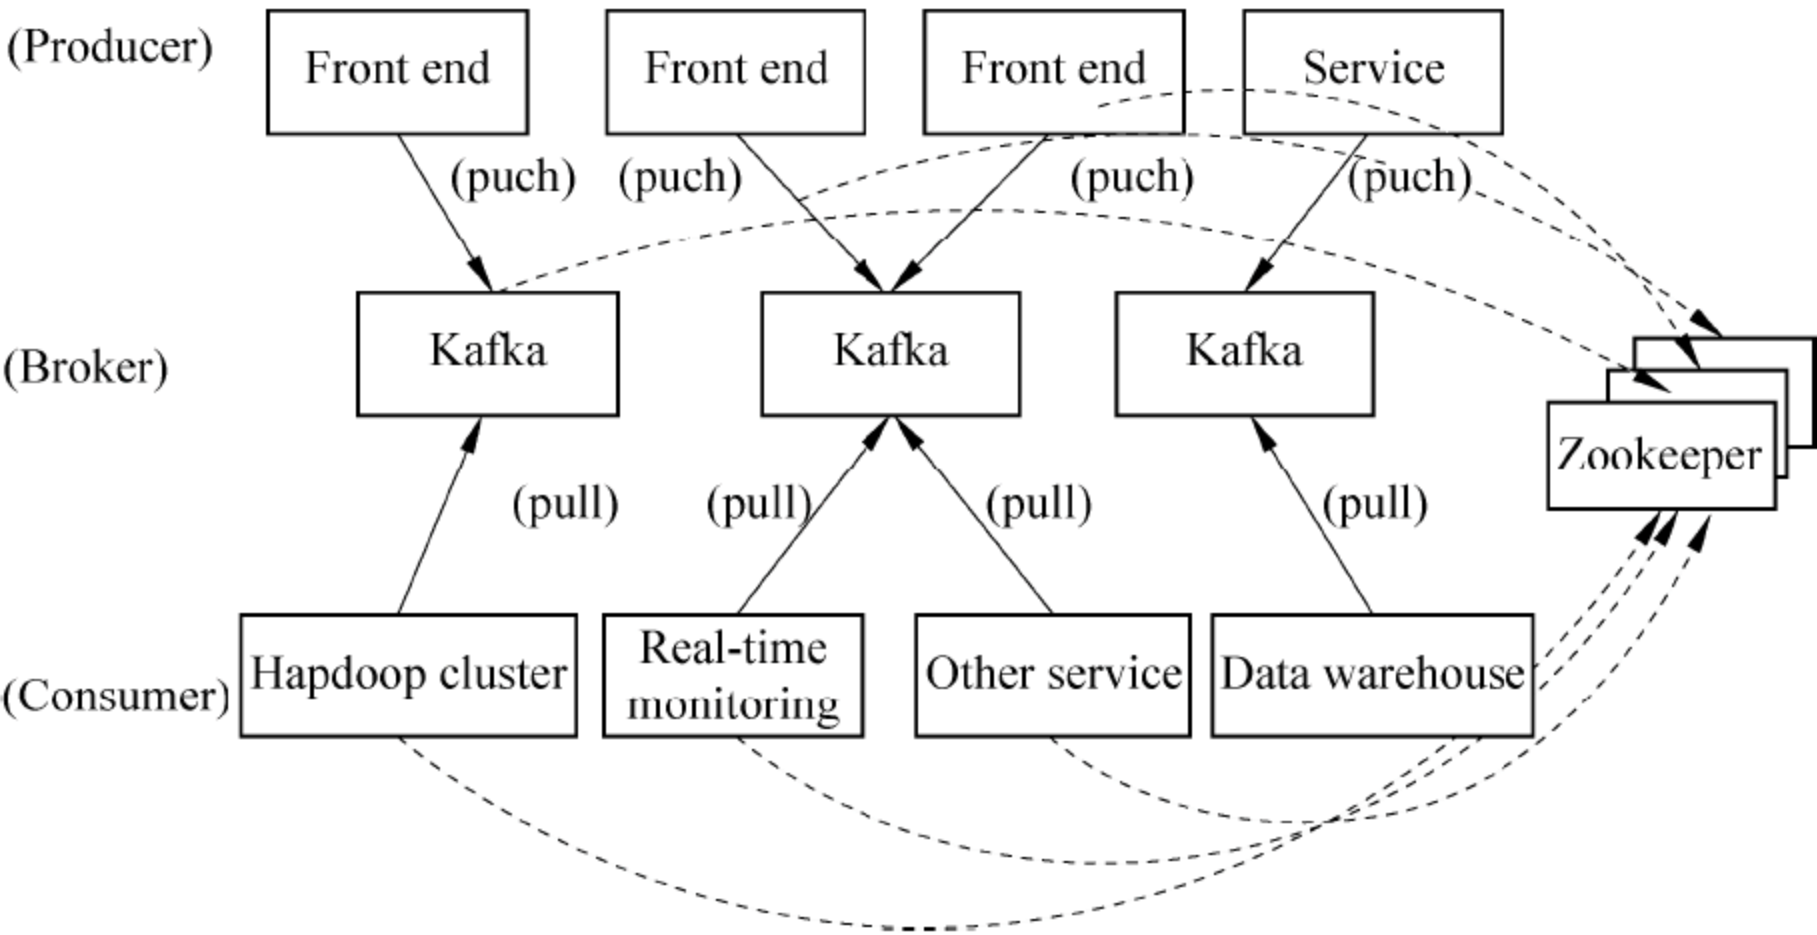 (Producer)
Front end
Front end
Front end
Service
(puch)
(puch)
(puch)
(puch)
(Broker)
Kafka
Kafka
Kafka
Zookeeper
(pull)
(pull)
(pull)
(pull)
(Consumer)
Hapdoop cluster
Real-time
monitoring
Other service
Data warehouse